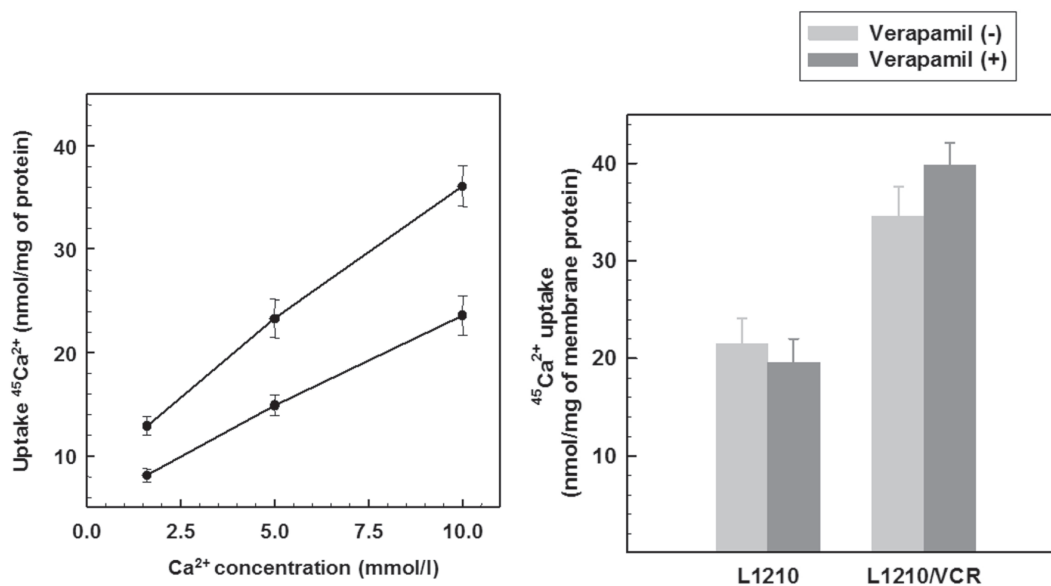 Verapamil (-)
Verapamil (+)
Uptake ⁴⁵Ca²⁺ (nmol/mg of protein)
40
30
20
10
0.0 2.5 5.0 7.5 10.0
Ca²⁺ concentration (mmol/l)
⁴⁵Ca²⁺ uptake
(nmol/mg of membrane protein)
40
30
20
10
L1210 L1210/VCR